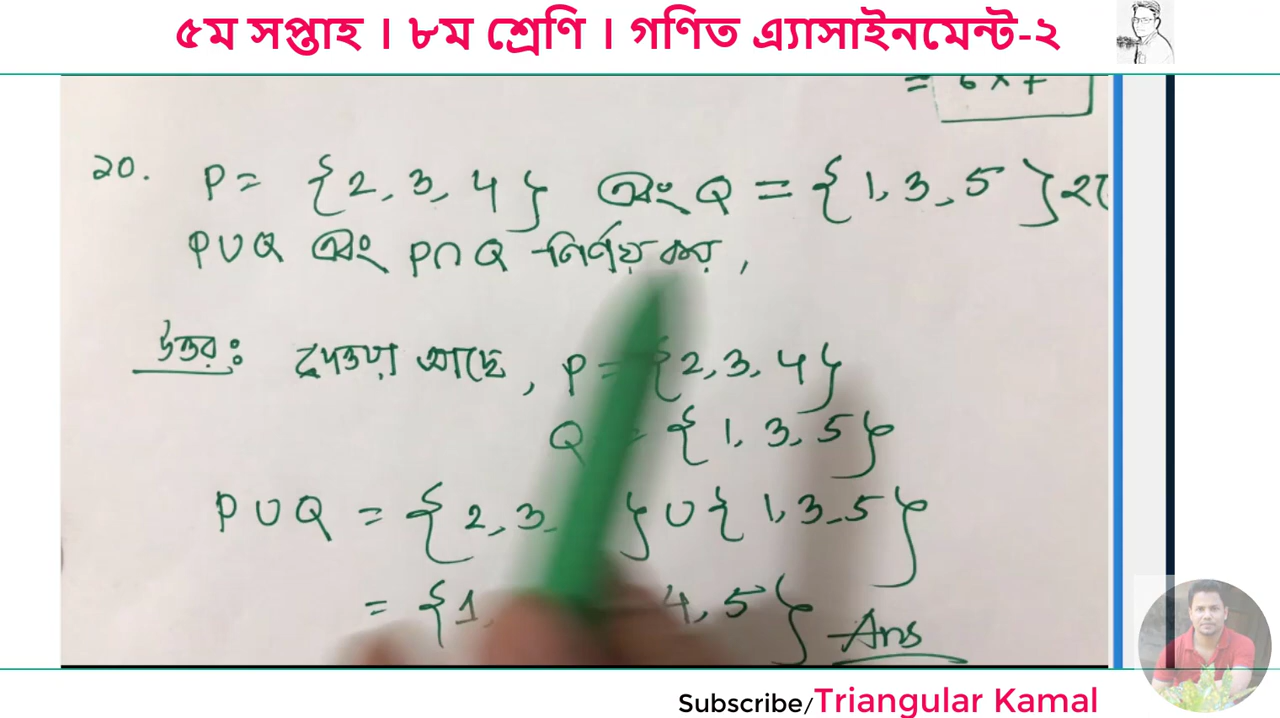 ৫ম সপ্তাহ । ৮ম শ্রেণি । গণিত এ্যাসাইনমেন্ট-২
২০. P = {2, 3, 4} এবং Q = {1, 3, 5}
P∪Q এবং P∩Q নির্ণয় কর,
উত্তর: দেওয়া আছে, P = {2, 3, 4}
Q = {1, 3, 5}
P∪Q = {2, 3, } ∪ {1, 3, 5}
= {1, 4, 5} Ans
Subscribe/Triangular Kamal